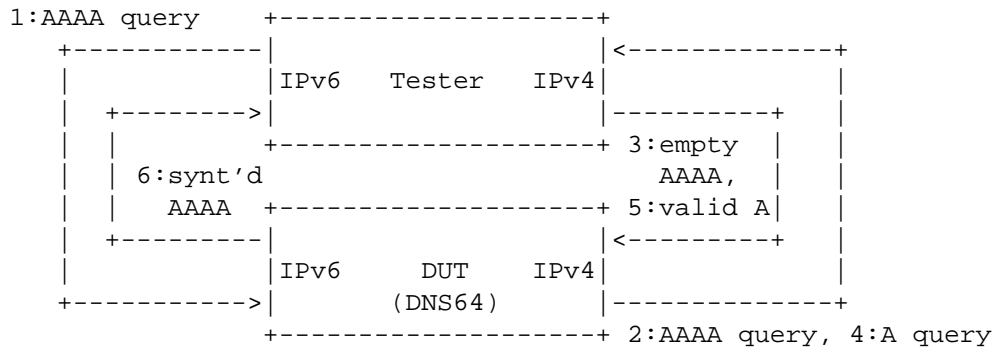 1:AAAA query
IPv6 Tester IPv4
3:empty
6:synt'd AAAA,
AAAA 5:valid A
IPv6 DUT IPv4
(DNS64)
2:AAAA query, 4:A query